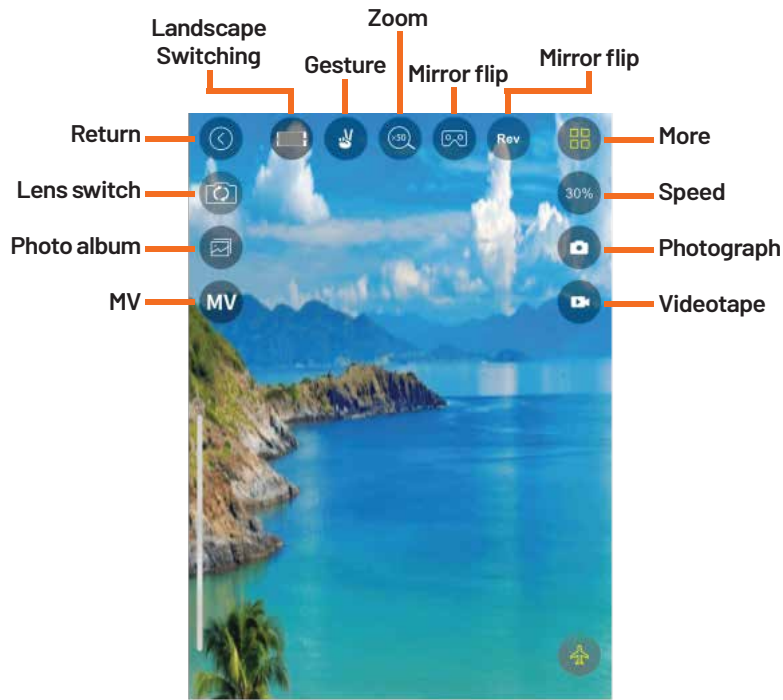 Zoom
Landscape
Switching
Gesture
Mirror flip
Mirror flip
Return
×50
Rev
More
Lens switch
30%
Speed
Photo album
Photograph
MV
MV
Videotape